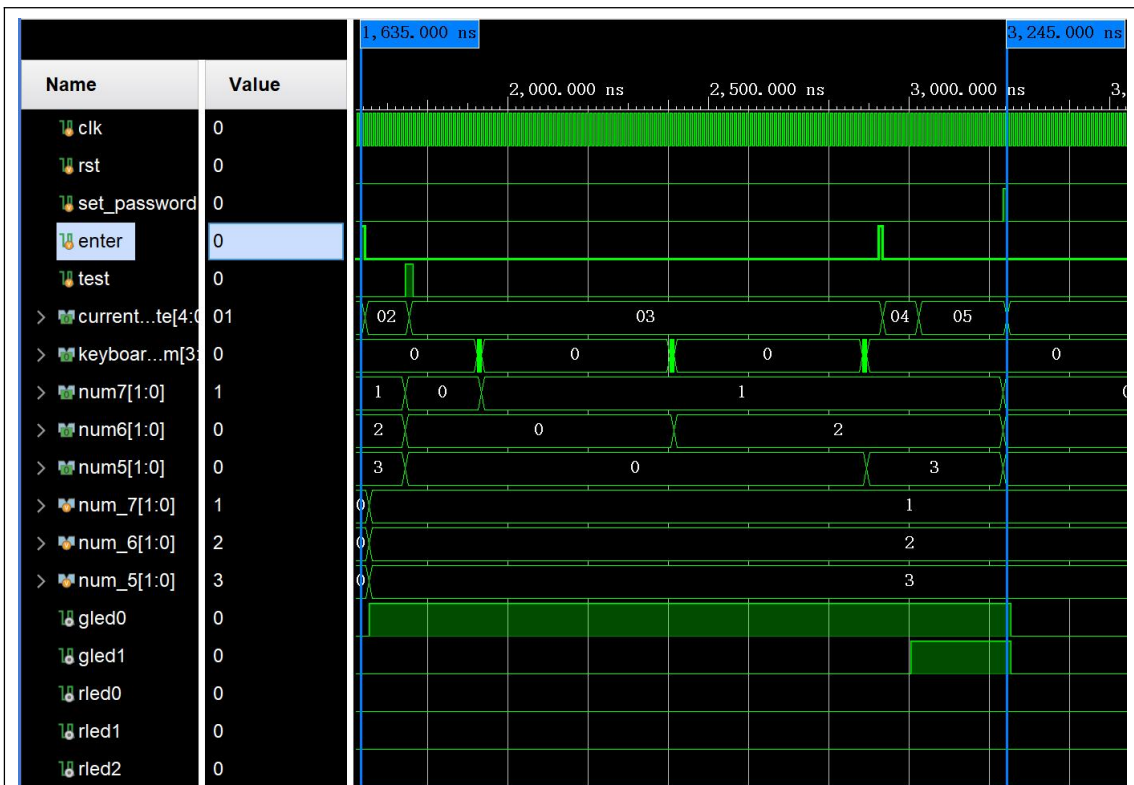 1,635.000 ns 3,245.000 ns
Name Value 2,000.000 ns 2,500.000 ns 3,000.000 ns 3,
clk 0
rst 0
set_password 0
enter 0
test 0
current...te[4:0 01 02 03 04 05
keyboar...m[3: 0 0 0 0 0
num7[1:0] 1 1 0 1 0
num6[1:0] 0 2 0 2
num5[1:0] 0 3 0 3
num_7[1:0] 1 0 1
num_6[1:0] 2 0 2
num_5[1:0] 3 0 3
gled0 0
gled1 0
rled0 0
rled1 0
rled2 0